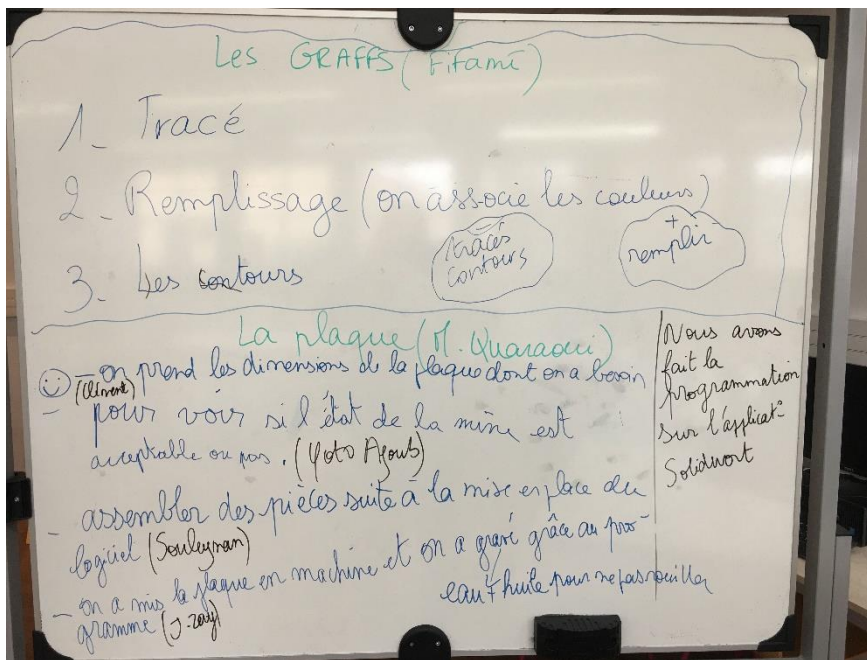 Les GRAFFS (Fifamè)
1_ Tracé
2_ Remplissage (on associe les couleurs)
3_ Les contours
- tracés
contours
+
remplir
La plaque (M. Quaraoui)
- on prend les dimensions de la plaque dont on a besoin
(Clément)
- pour voir si l'état de la mine est
acceptable ou pas. (Photo Ayoub)
- assembler des pièces suite à la mise en place du
logiciel (Souleyman)
- on a mis la plaque en machine et on a gravé grâce au pro-
gramme (J-
eau + huile pour ne pas rouiller
Nous avons
fait la
programmation
sur l'applicat°
Solidwort